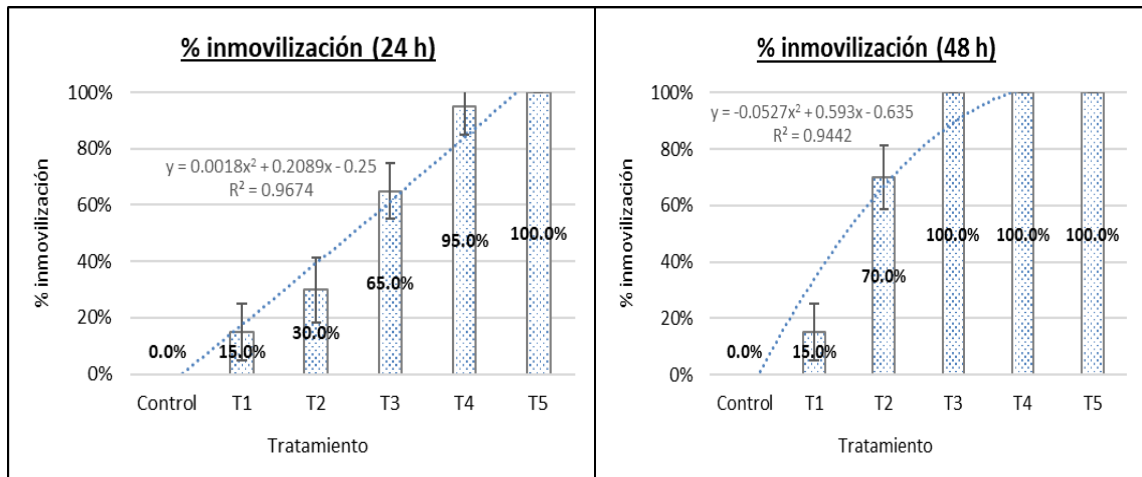 % inmovilización (24 h)
100%
80%
60%
40%
20%
0%
% inmovilización
y = 0.0018x² + 0.2089x - 0.25
R² = 0.9674
0.0%
15.0%
30.0%
65.0%
95.0%
100.0%
Control T1 T2 T3 T4 T5
Tratamiento
% inmovilización (48 h)
100%
80%
60%
40%
20%
0%
% inmovilización
y = -0.0527x² + 0.593x - 0.635
R² = 0.9442
0.0%
15.0%
70.0%
100.0%
100.0%
100.0%
Control T1 T2 T3 T4 T5
Tratamiento